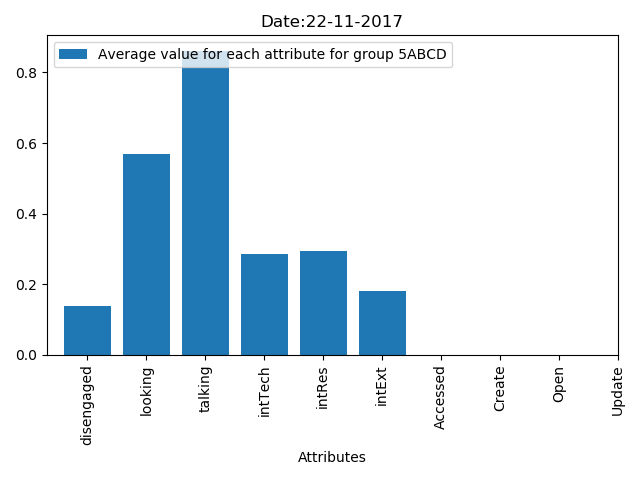 Date:22-11-2017
Average value for each attribute for group 5ABCD
0.8
0.6
0.4
0.2
0.0
disengaged
looking
talking
intTech
intRes
intExt
Accessed
Create
Open
Update
Attributes